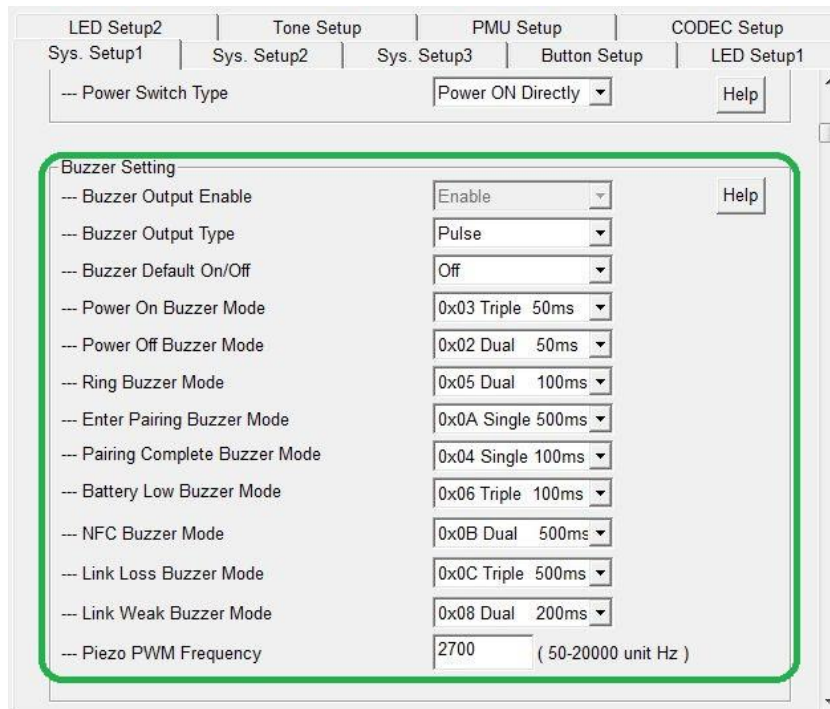 LED Setup2 Tone Setup PMU Setup CODEC Setup
Sys. Setup1 Sys. Setup2 Sys. Setup3 Button Setup LED Setup1
--- Power Switch Type Power ON Directly Help
Buzzer Setting
--- Buzzer Output Enable Enable Help
--- Buzzer Output Type Pulse
--- Buzzer Default On/Off Off
--- Power On Buzzer Mode 0x03 Triple 50ms
--- Power Off Buzzer Mode 0x02 Dual 50ms
--- Ring Buzzer Mode 0x05 Dual 100ms
--- Enter Pairing Buzzer Mode 0x0A Single 500ms
--- Pairing Complete Buzzer Mode 0x04 Single 100ms
--- Battery Low Buzzer Mode 0x06 Triple 100ms
--- NFC Buzzer Mode 0x0B Dual 500ms
--- Link Loss Buzzer Mode 0x0C Triple 500ms
--- Link Weak Buzzer Mode 0x08 Dual 200ms
--- Piezo PWM Frequency 2700 ( 50-20000 unit Hz )